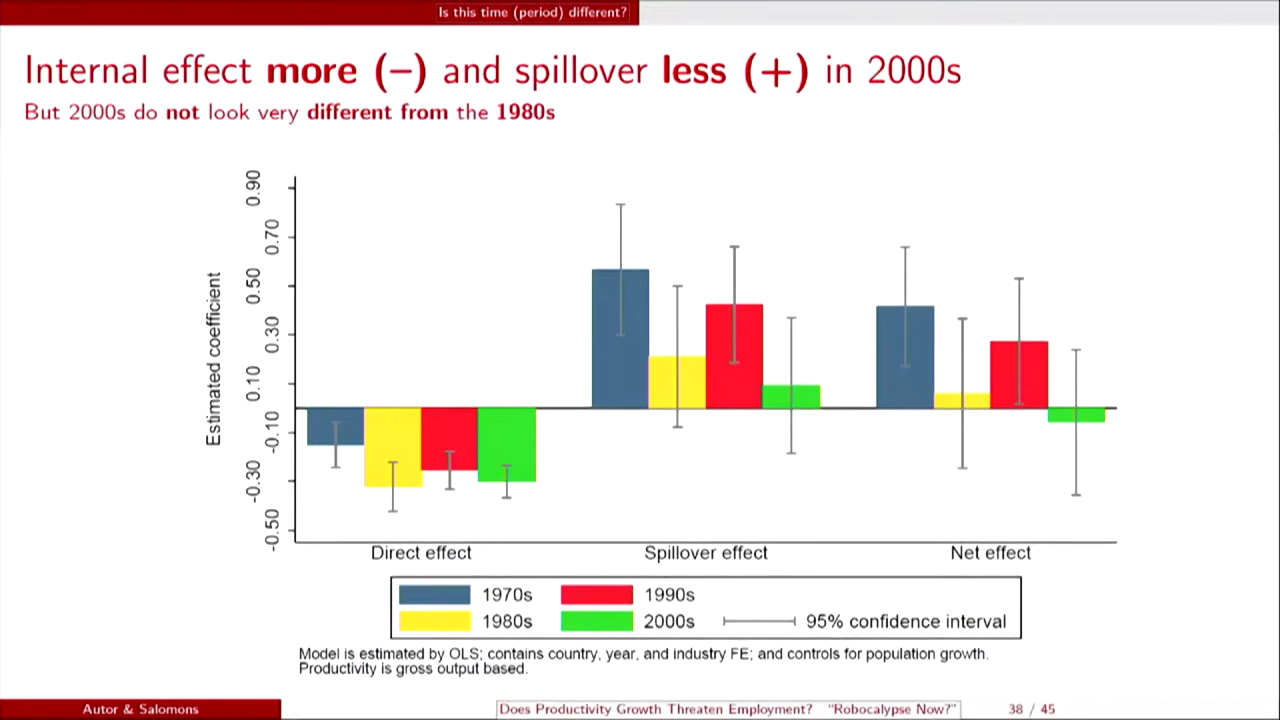 Is this time (period) different?
Internal effect more (–) and spillover less (+) in 2000s
But 2000s do not look very different from the 1980s
0.90
0.70
0.50
0.30
0.10
-0.10
-0.30
-0.50
Estimated coefficient
Direct effect
Spillover effect
Net effect
1970s
1990s
1980s
2000s
95% confidence interval
Model is estimated by OLS; contains country, year, and industry FE; and controls for population growth.
Productivity is gross output based.
Autor & Salomons
Does Productivity Growth Threaten Employment? “Robocalypse Now?”
38 / 45